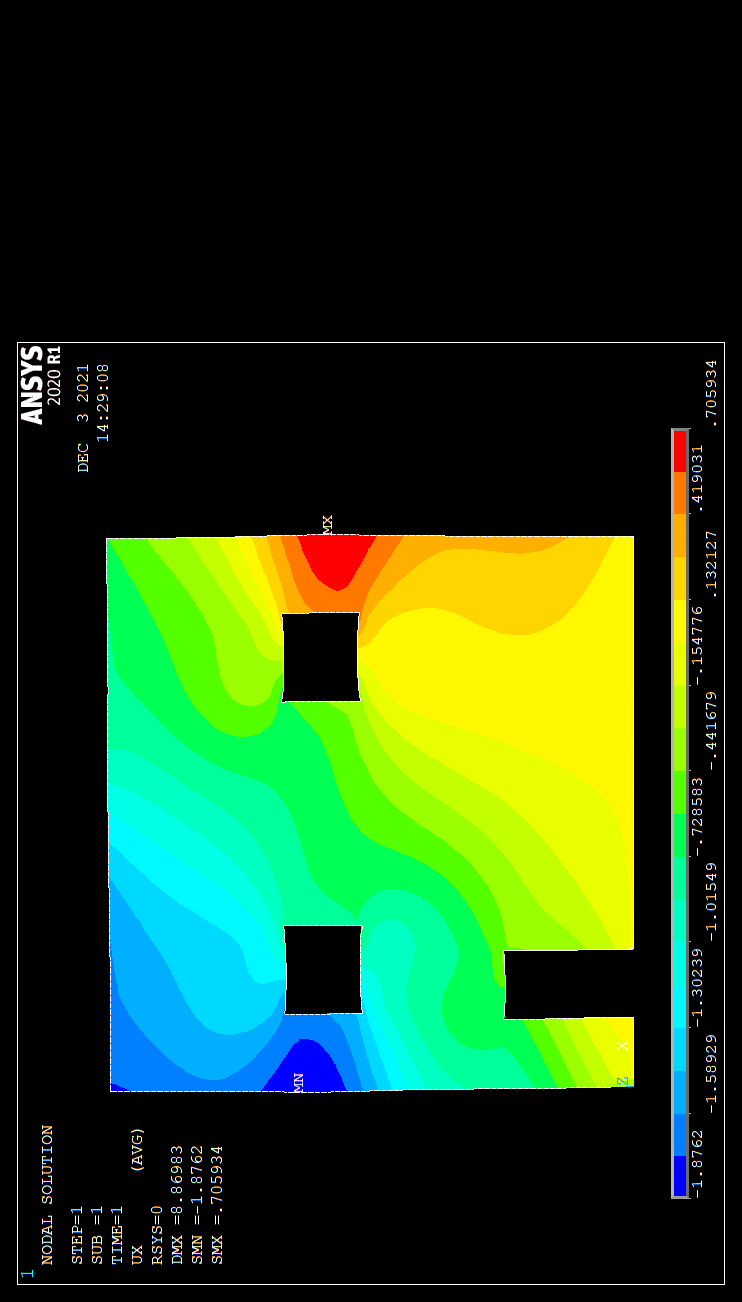 1
NODAL SOLUTION
STEP=1
SUB =1
TIME=1
UX (AVG)
RSYS=0
DMX =8.86983
SMN =-1.8762
SMX =.705934
ANSYS
2020 R1
DEC 3 2021
14:29:08
MN
MX
Z X
-1.8762
-1.58929
-1.30239
-1.01549
-.728583
-.441679
-.154776
.132127
.419031
.705934